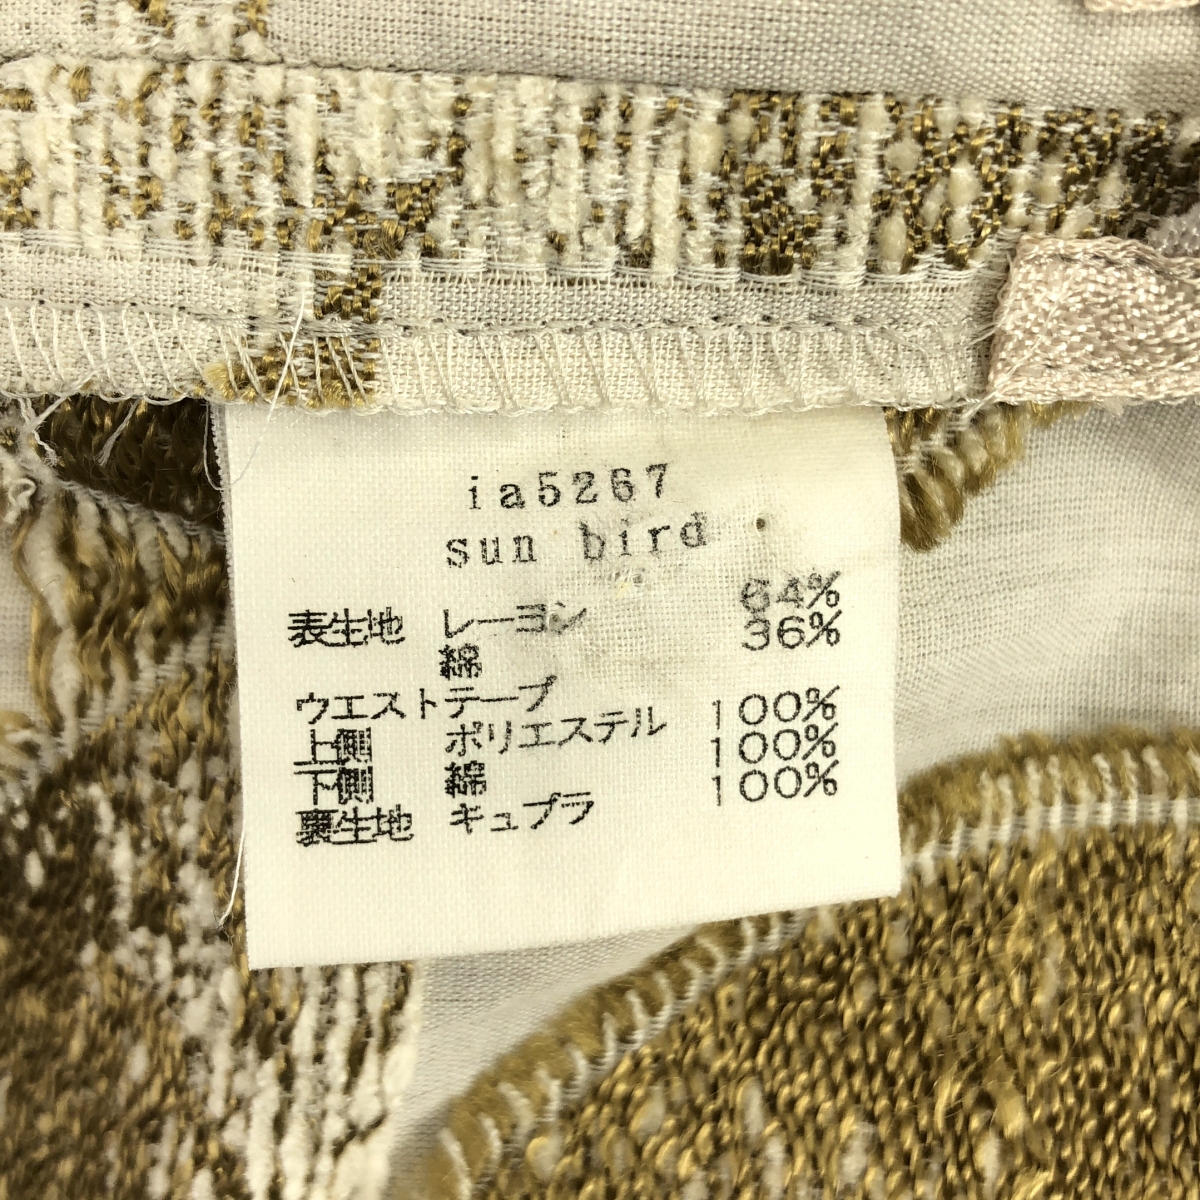 ia5267
sun bird
表生地 レーヨン 64%
綿 36%
ウエストテープ
上側 ポリエステル 100%
下側 綿 100%
裏生地 キュプラ 100%